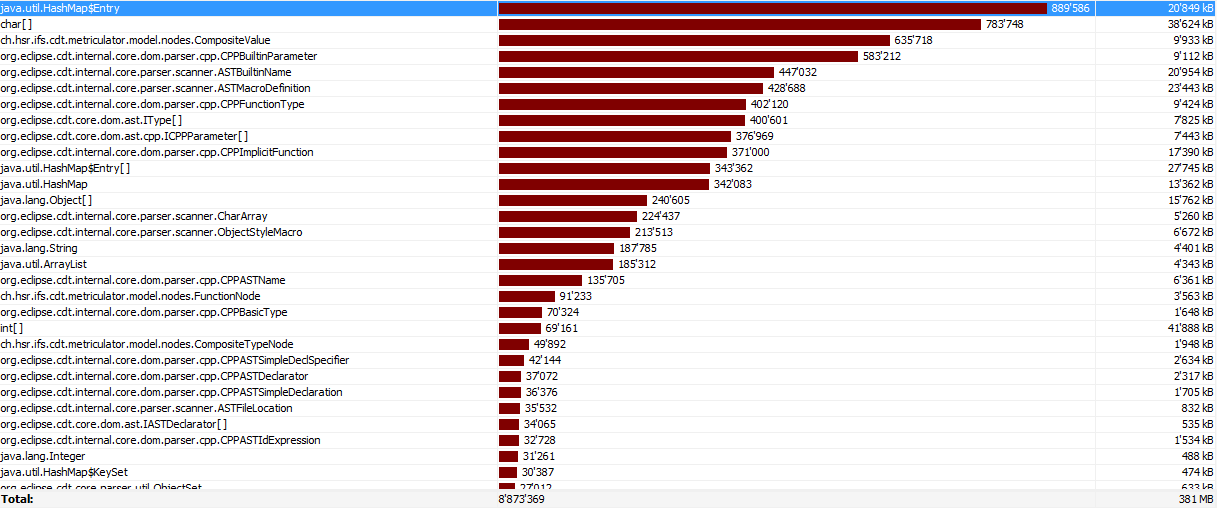 java.util.HashMap$Entry 889'586 20'849 kB
char[] 783'748 38'624 kB
ch.hsr.ifs.cdt.metriculator.model.nodes.CompositeValue 635'718 9'933 kB
org.eclipse.cdt.internal.core.dom.parser.cpp.CPPBuiltinParameter 583'212 9'112 kB
org.eclipse.cdt.internal.core.parser.scanner.ASTBuiltinName 447'032 20'954 kB
org.eclipse.cdt.internal.core.parser.scanner.ASTMacroDefinition 428'688 23'443 kB
org.eclipse.cdt.internal.core.dom.parser.cpp.CPPFunctionType 402'120 9'424 kB
org.eclipse.cdt.core.dom.ast.IType[] 400'601 7'825 kB
org.eclipse.cdt.core.dom.ast.cpp.ICPPParameter[] 376'969 7'443 kB
org.eclipse.cdt.internal.core.dom.parser.cpp.CPPImplicitFunction 371'000 17'390 kB
java.util.HashMap$Entry[] 343'362 27'745 kB
java.util.HashMap 342'083 13'362 kB
java.lang.Object[] 240'605 15'762 kB
org.eclipse.cdt.internal.core.parser.scanner.CharArray 224'437 5'260 kB
org.eclipse.cdt.internal.core.parser.scanner.ObjectStyleMacro 213'513 6'672 kB
java.lang.String 187'785 4'401 kB
java.util.ArrayList 185'312 4'343 kB
org.eclipse.cdt.internal.core.dom.parser.cpp.CPPASTName 135'705 6'361 kB
ch.hsr.ifs.cdt.metriculator.model.nodes.FunctionNode 91'233 3'563 kB
org.eclipse.cdt.internal.core.dom.parser.cpp.CPPBasicType 70'324 1'648 kB
int[] 69'161 41'888 kB
ch.hsr.ifs.cdt.metriculator.model.nodes.CompositeTypeNode 49'892 1'948 kB
org.eclipse.cdt.internal.core.dom.parser.cpp.CPPASTSimpleDeclSpecifier 42'144 2'634 kB
org.eclipse.cdt.internal.core.dom.parser.cpp.CPPASTDeclarator 37'072 2'317 kB
org.eclipse.cdt.internal.core.dom.parser.cpp.CPPASTSimpleDeclaration 36'376 1'705 kB
org.eclipse.cdt.internal.core.parser.scanner.ASTFileLocation 35'532 832 kB
org.eclipse.cdt.core.dom.ast.IASTDeclarator[] 34'065 535 kB
org.eclipse.cdt.internal.core.dom.parser.cpp.CPPASTIdExpression 32'728 1'534 kB
java.lang.Integer 31'261 488 kB
java.util.HashMap$KeySet 30'387 474 kB
org.eclipse.cdt.core.parser.util.ObjectSet 27'012 633 kB
Total: 8'873'369 381 MB